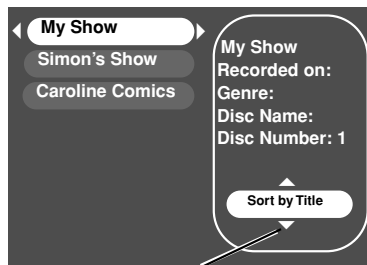 My Show
Simon's Show
Caroline Comics
My Show
Recorded on:
Genre:
Disc Name:
Disc Number: 1
Sort by Title